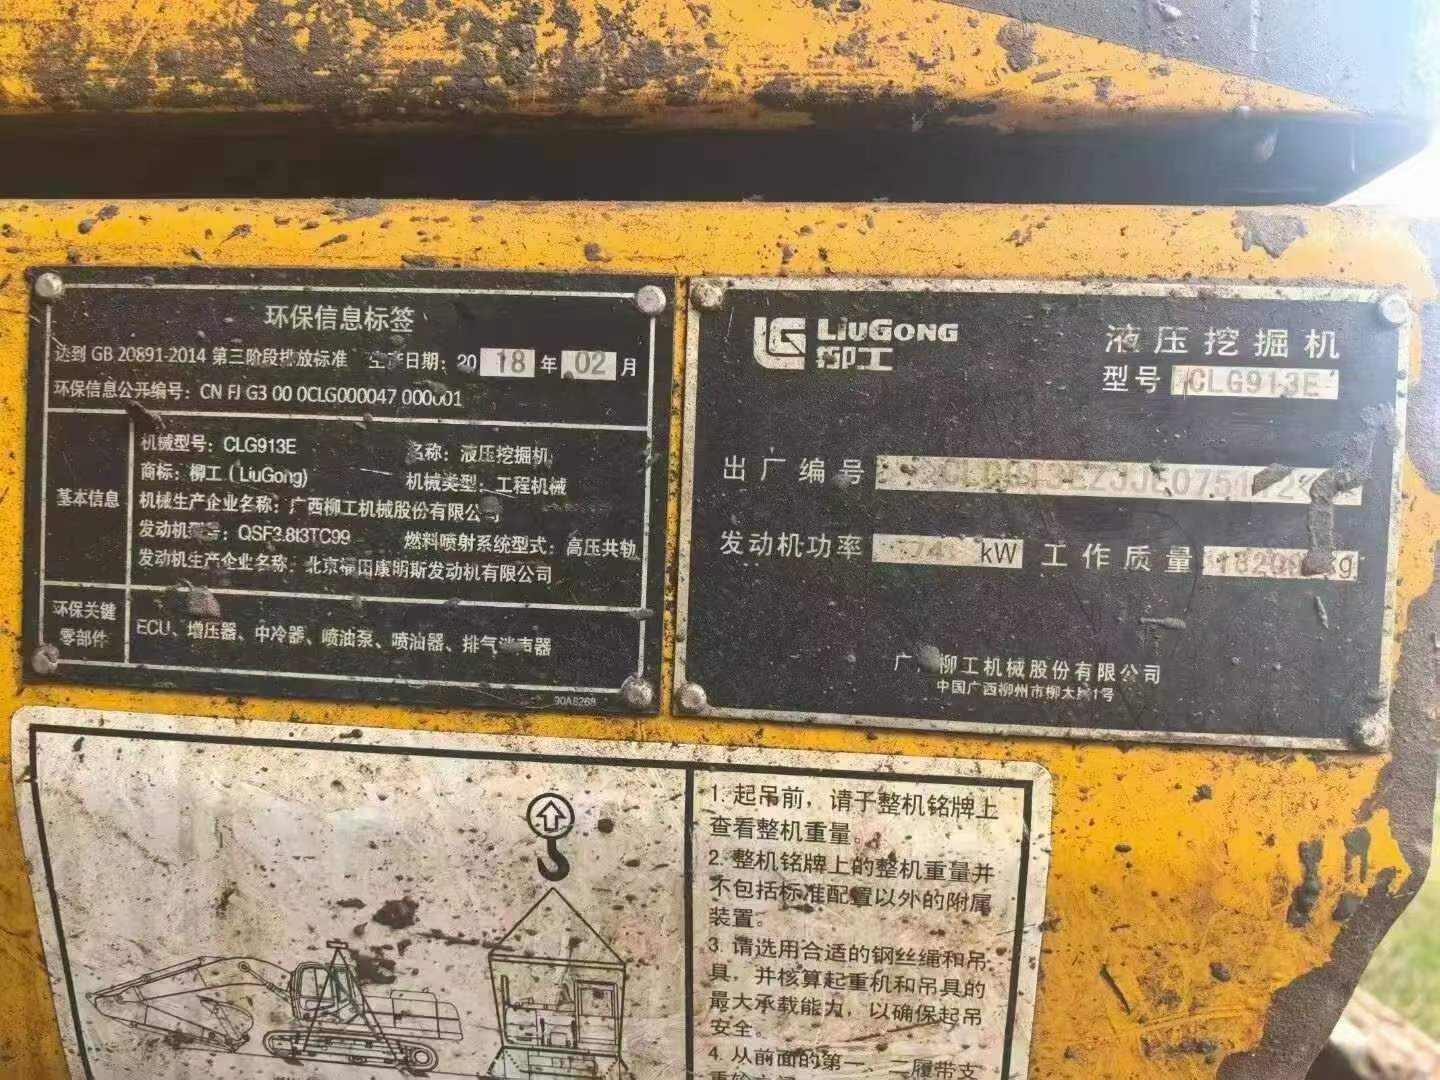 环保信息标签
达到 GB 20891-2014 第三阶段排放标准 生产日期: 2018 年 02 月
环保信息公开编号: CN FJ G3 00 0CLG000047 000001
基本信息
机械型号: CLG913E 名称: 液压挖掘机
商标: 柳工 (LiuGong) 机械类型: 工程机械
机械生产企业名称: 广西柳工机械股份有限公司
发动机型号: QSF3.8t3TC99 燃料喷射系统型式: 高压共轨
发动机生产企业名称: 北京福田康明斯发动机有限公司
环保关键
零部件
ECU、增压器、中冷器、喷油泵、喷油器、排气消声器
90A8268
LG LiuGong
柳工
液压挖掘机
型号 CLG913E
出厂编号
发动机功率 74 kW 工作质量 kg
广西柳工机械股份有限公司
中国广西柳州市柳太路1号
1. 起吊前, 请于整机铭牌上
查看整机重量
2. 整机铭牌上的整机重量并
不包括标准配置以外的附属
装置。
3. 请选用合适的钢丝绳和吊
具, 并核算起重机和吊具的
最大承载能力, 以确保起吊
安全。
4. 从前面的第一、二履带支